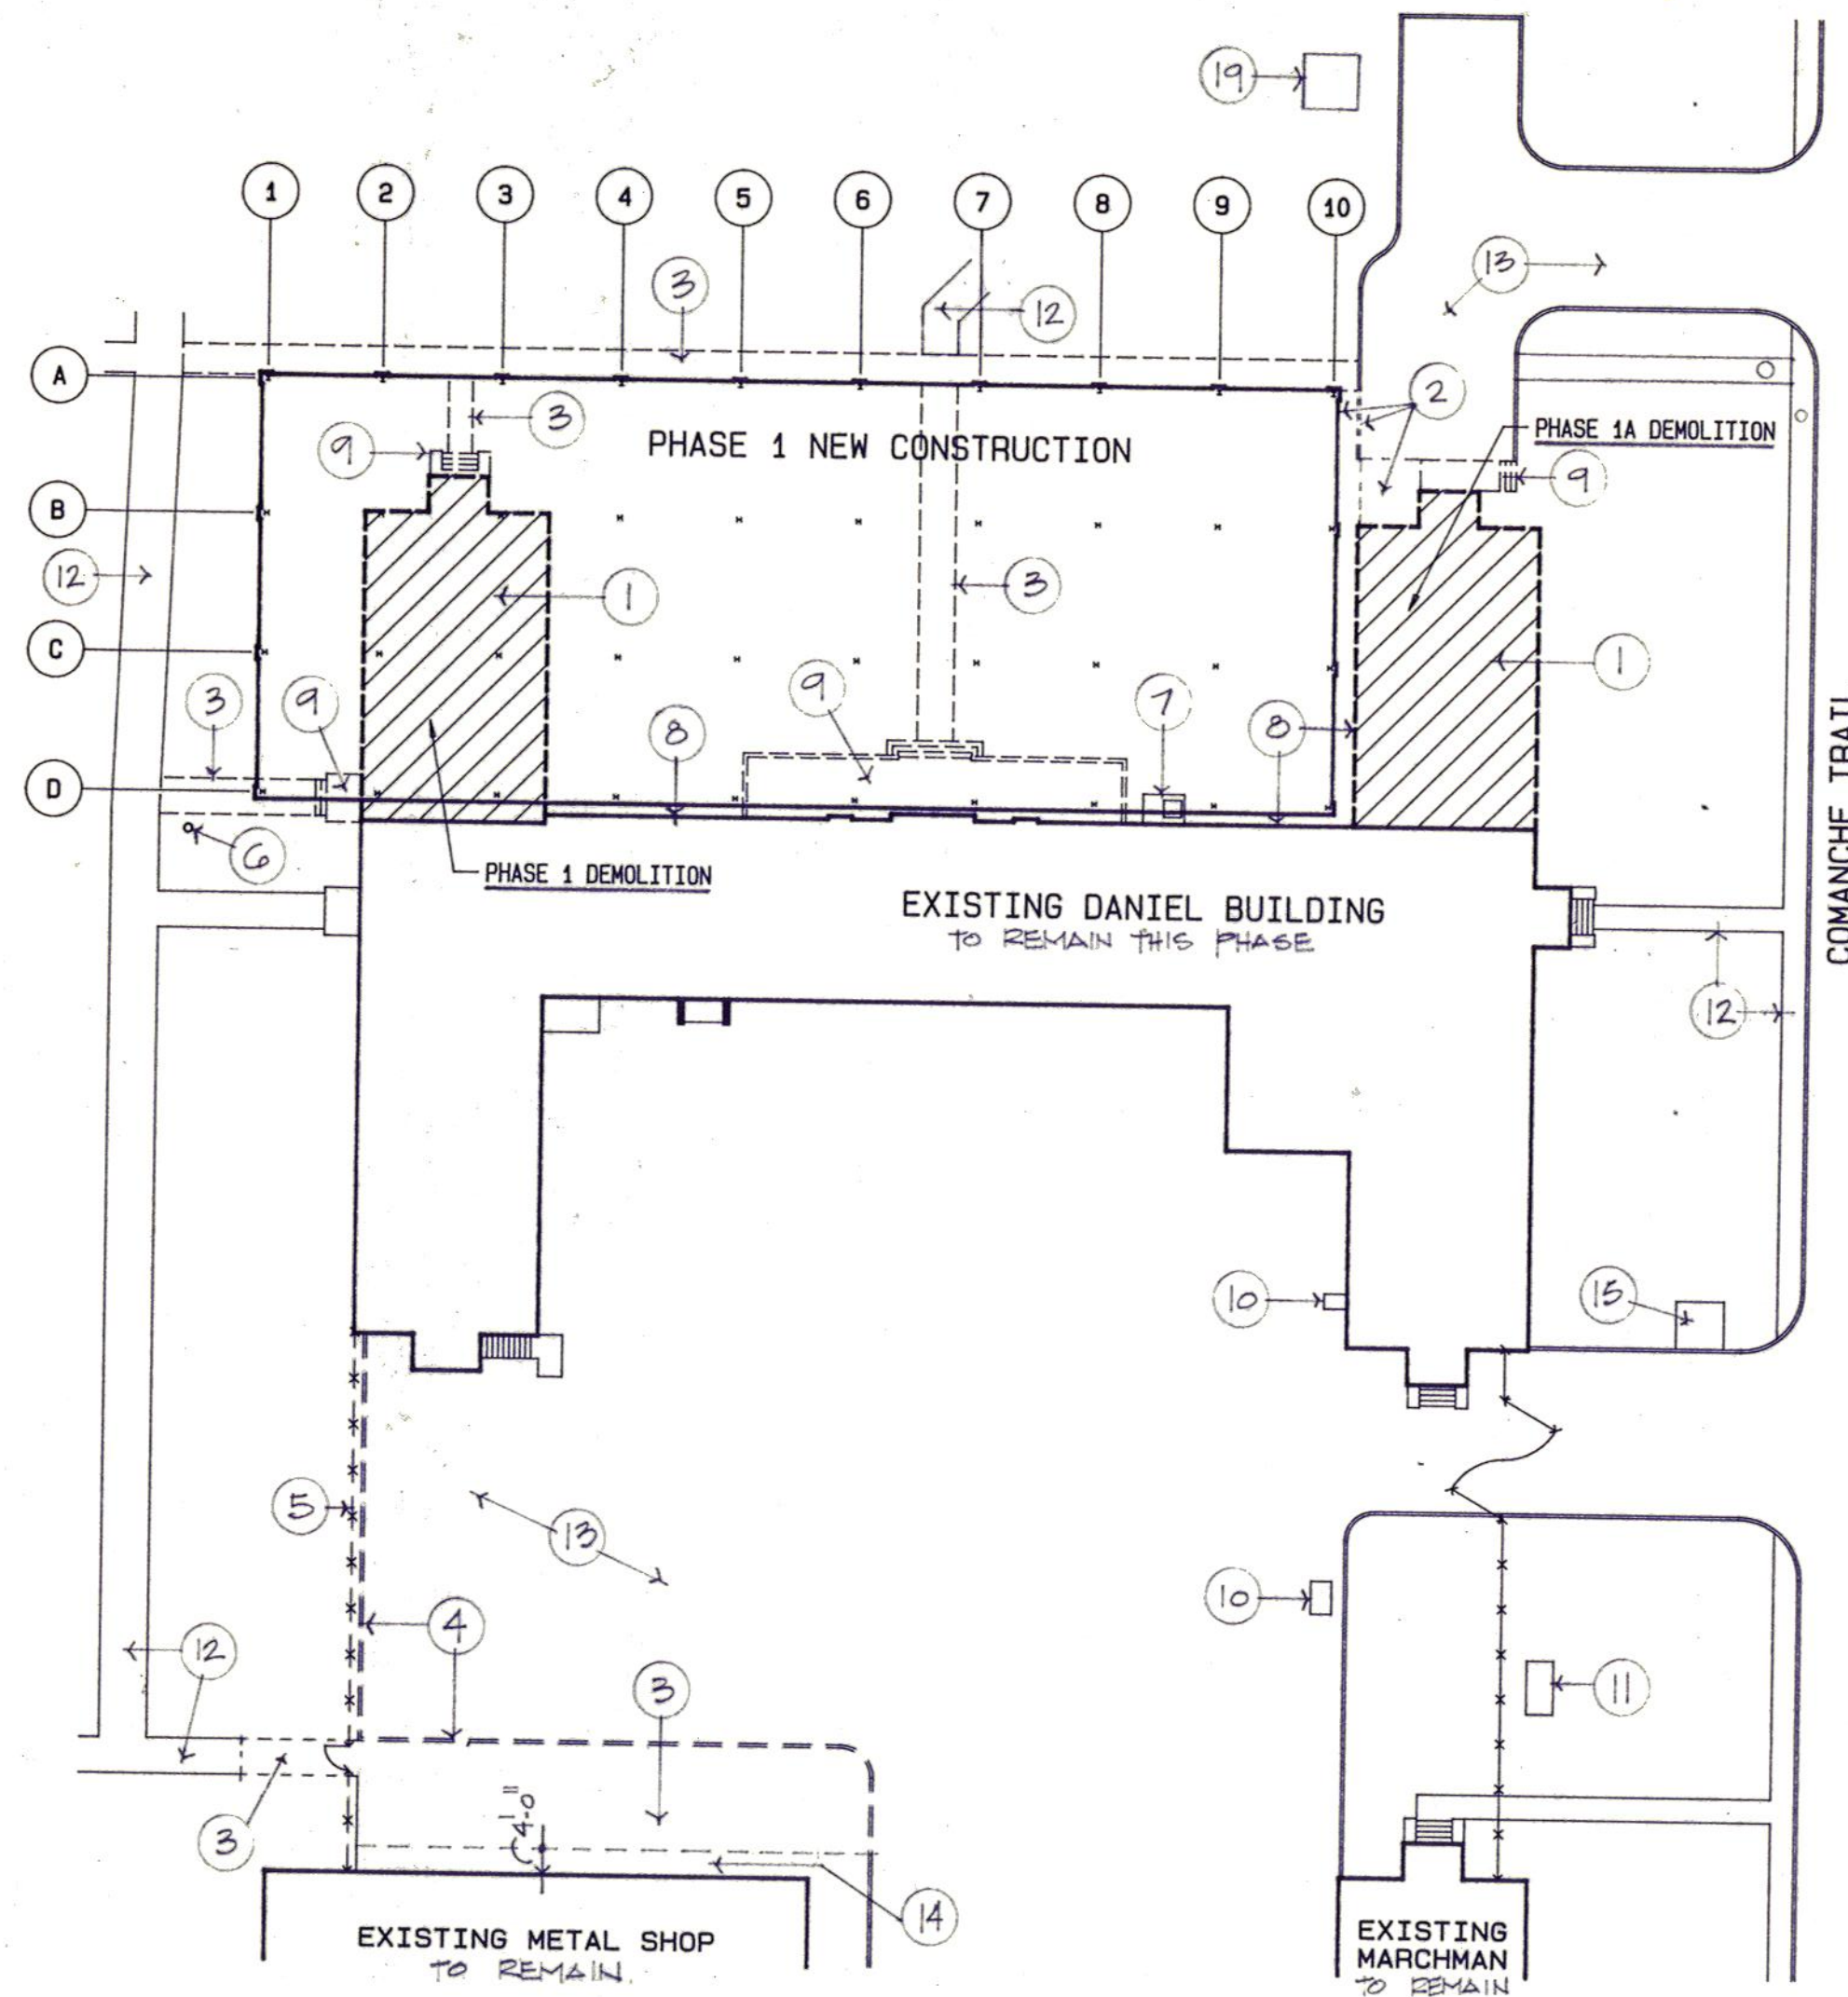 19
1 2 3 4 5 6 7 8 9 10
13
3
12
A
2
3
PHASE 1 NEW CONSTRUCTION
PHASE 1A DEMOLITION
9
9
B
12
1
3
C
1
3
9
9
7
8
8
D
COMANCHE TRAIL
6
PHASE 1 DEMOLITION
EXISTING DANIEL BUILDING
TO REMAIN THIS PHASE
12
10
15
5
13
10
4
12
3
11
4'-0"
3
14
EXISTING METAL SHOP
TO REMAIN
EXISTING
MARCHMAN
TO REMAIN